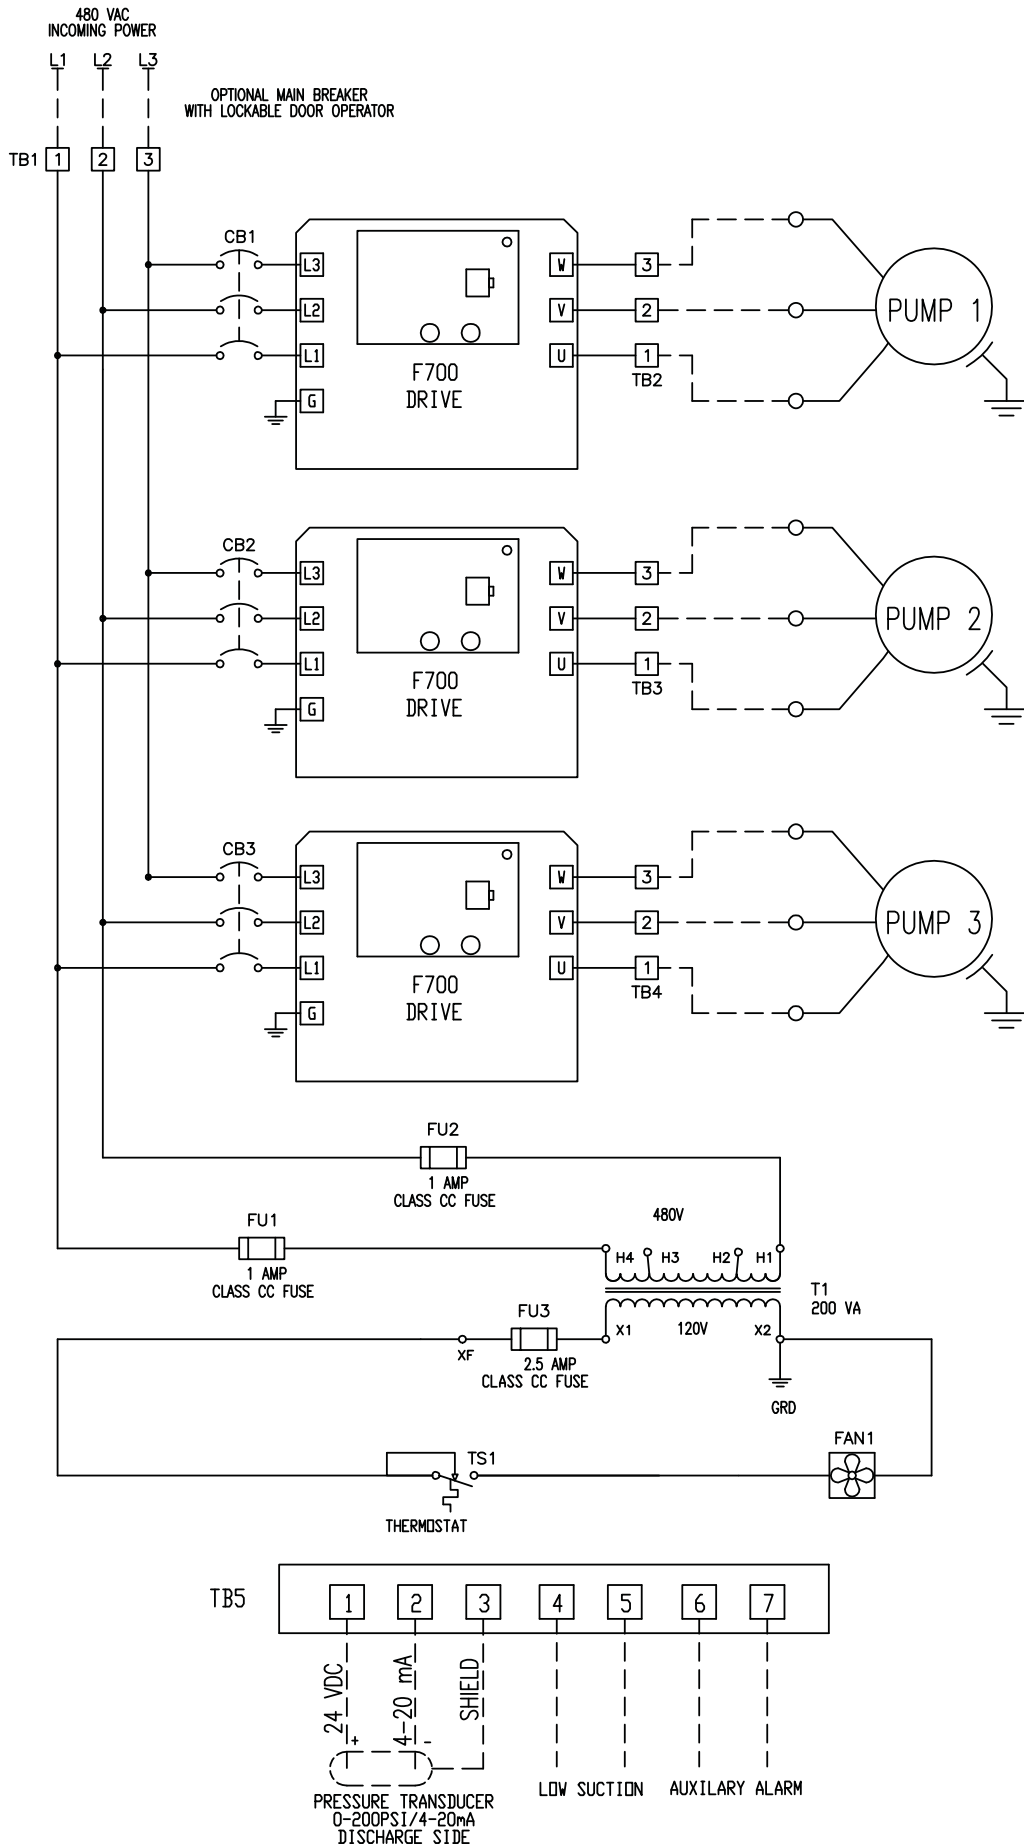 480 VAC
INCOMING POWER
L1 L2 L3
OPTIONAL MAIN BREAKER
WITH LOCKABLE DOOR OPERATOR
TB1 1 2 3
CB1
L3 W 3
L2 V 2 PUMP 1
L1 U 1
TB2
F700
DRIVE
G
CB2
L3 W 3
L2 V 2 PUMP 2
L1 U 1
TB3
F700
DRIVE
G
CB3
L3 W 3
L2 V 2 PUMP 3
L1 U 1
TB4
F700
DRIVE
G
FU2
1 AMP
CLASS CC FUSE
480V
FU1
1 AMP
CLASS CC FUSE
H4 H3 H2 H1
T1
200 VA
FU3
X1 120V X2
XF
2.5 AMP
CLASS CC FUSE
GRD
FAN1
TS1
THERMOSTAT
TB5 1 2 3 4 5 6 7
24 VDC
4-20 mA
SHIELD
+ -
LOW SUCTION AUXILARY ALARM
PRESSURE TRANSDUCER
0-200PSI/4-20mA
DISCHARGE SIDE